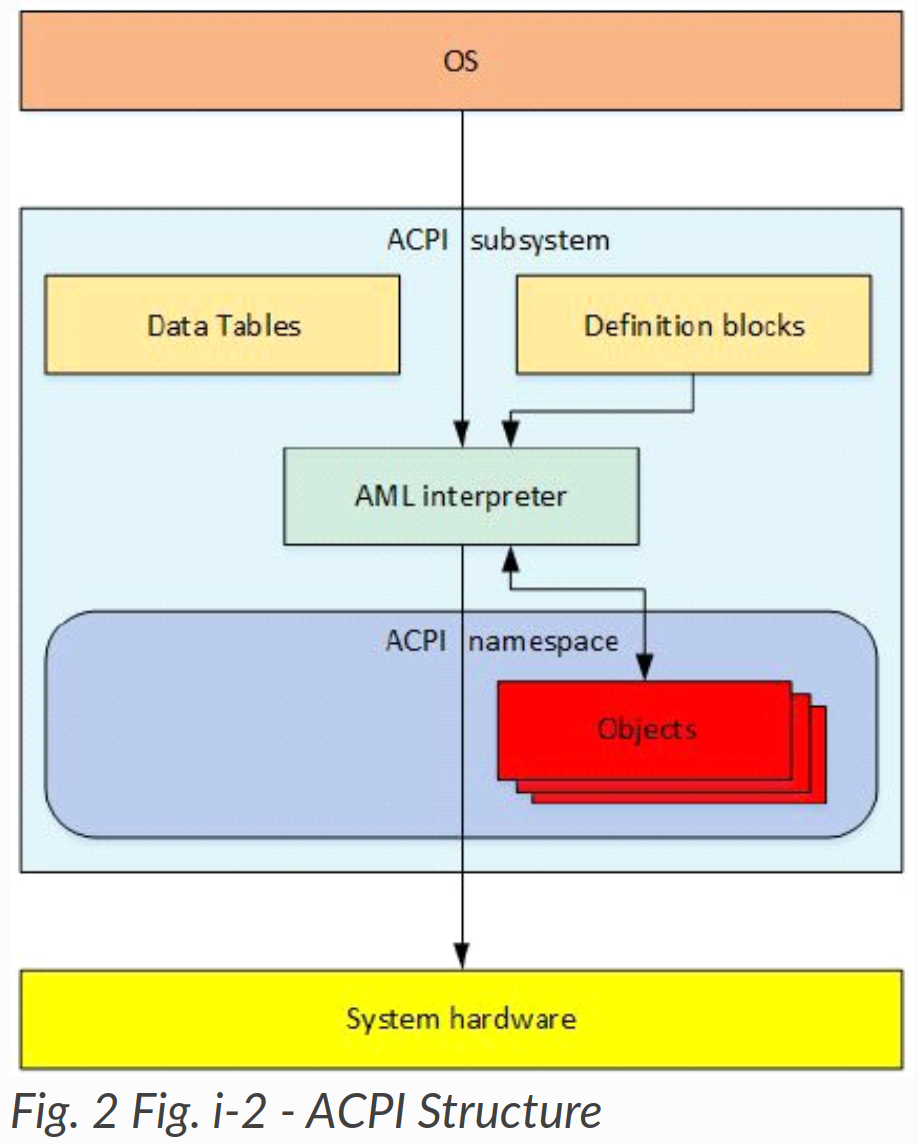 OS
ACPI subsystem
Data Tables
Definition blocks
AML interpreter
ACPI namespace
Objects
System hardware
Fig. 2 Fig. i-2 - ACPI Structure